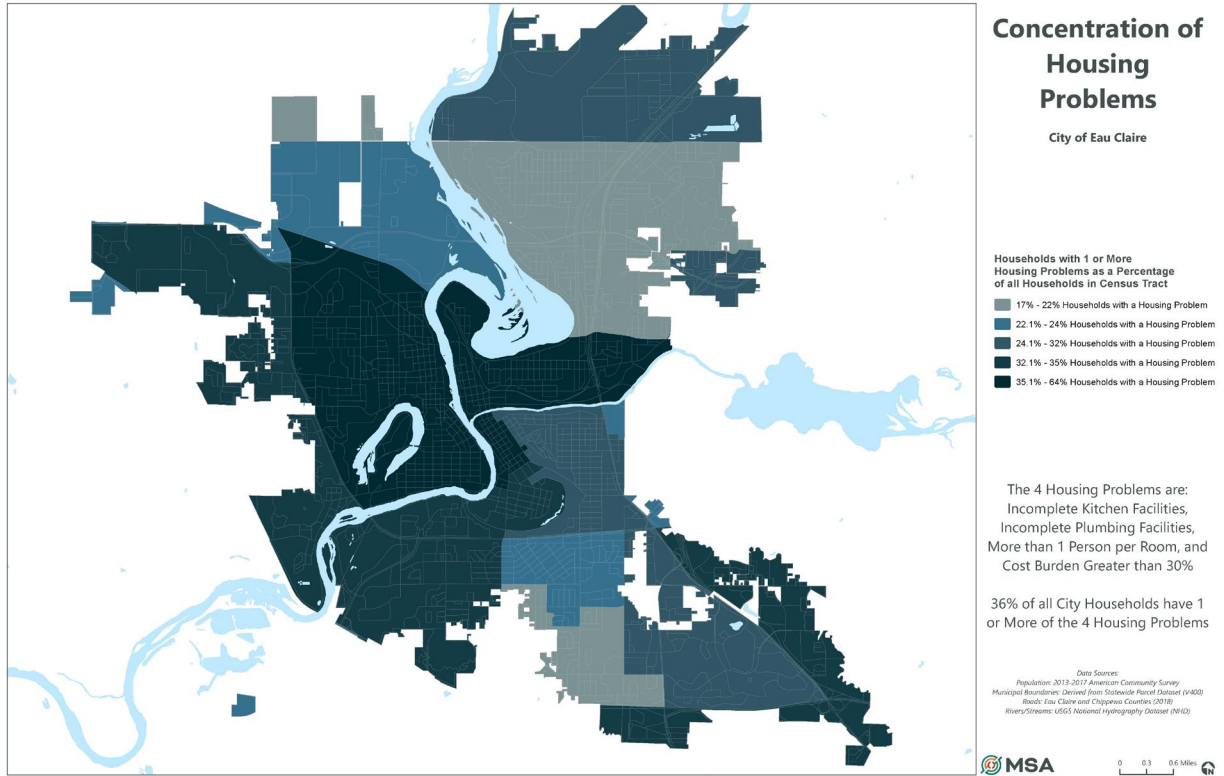 Concentration of
Housing
Problems
City of Eau Claire
Households with 1 or More
Housing Problems as a Percentage
of all Households in Census Tract
17% - 22% Households with a Housing Problem
22.1% - 24% Households with a Housing Problem
24.1% - 32% Households with a Housing Problem
32.1% - 35% Households with a Housing Problem
35.1% - 64% Households with a Housing Problem
The 4 Housing Problems are:
Incomplete Kitchen Facilities,
Incomplete Plumbing Facilities,
More than 1 Person per Room, and
Cost Burden Greater than 30%
36% of all City Households have 1
or More of the 4 Housing Problems
Data Sources:
Population: 2013-2017 American Community Survey
Municipal Boundaries: Derived from Statewide Parcel Dataset (V400)
Roads: Eau Claire and Chippewa Counties (2018)
Rivers/Streams: USGS National Hydrography Dataset (NHD)
MSA
0 0.3 0.6 Miles